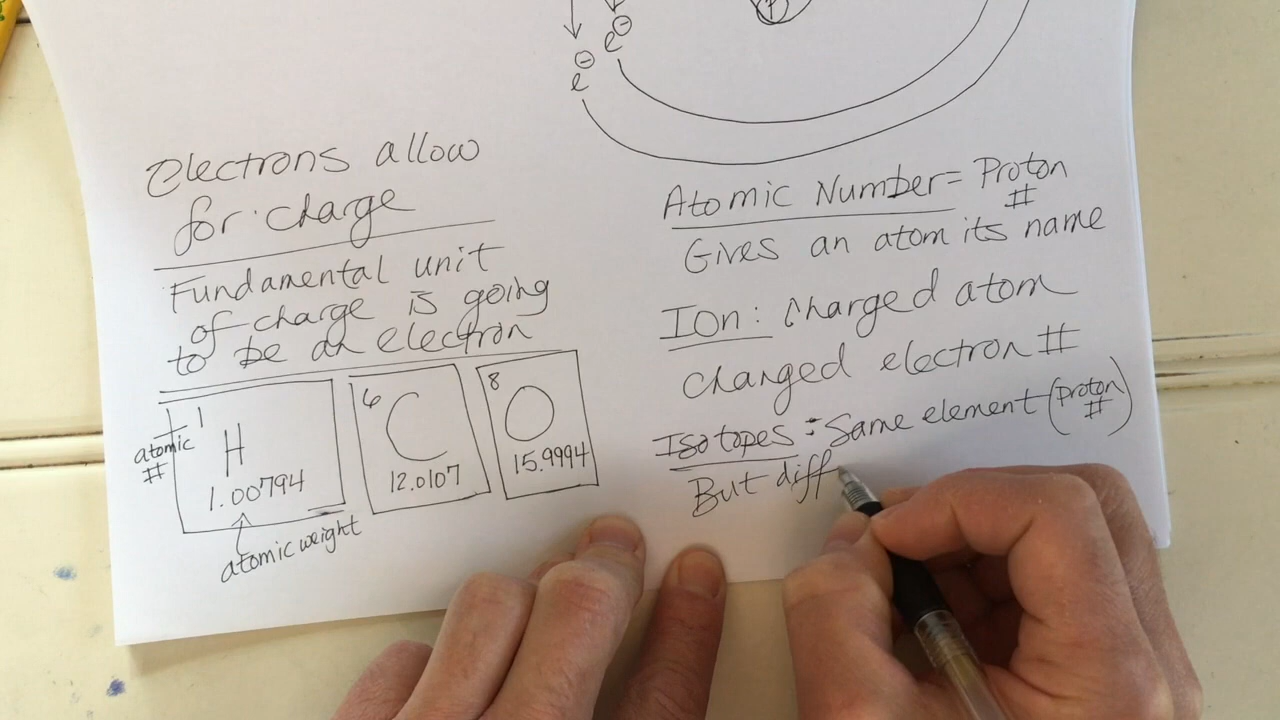 e⊖
e⊖
P
electrons allow
for charge
Fundamental unit
of charge is going
to be an electron
atomic
#
1
H
1.00794
atomic weight
6
C
12.0107
8
O
15.9994
Atomic Number = Proton
#
Gives an atom its name
Ion: Charged atom
changed electron #
Isotopes: Same element (proton
#)
But diff